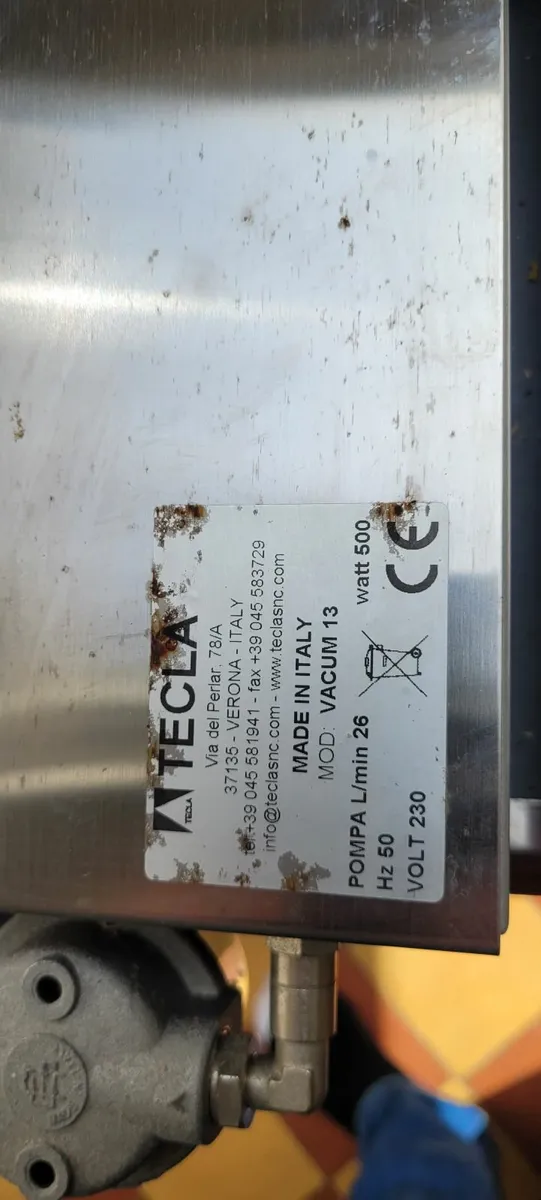 TECLA
TECLA
Via del Perlar, 78/A
37135 - VERONA - ITALY
tel.+39 045 581941 - fax +39 045 583729
info@teclasnc.com - www.teclasnc.com
MADE IN ITALY
MOD: VACUM 13
POMPA L/min 26 watt 500
Hz 50
VOLT 230
CE